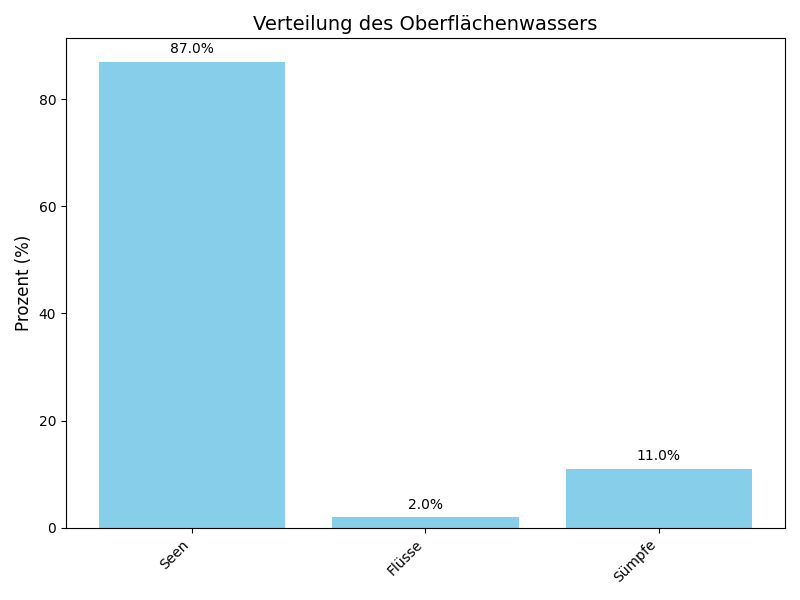 Verteilung des Oberflächenwassers
87.0%
2.0%
11.0%
Prozent (%)
80
60
40
20
0
Seen
Flüsse
Sümpfe